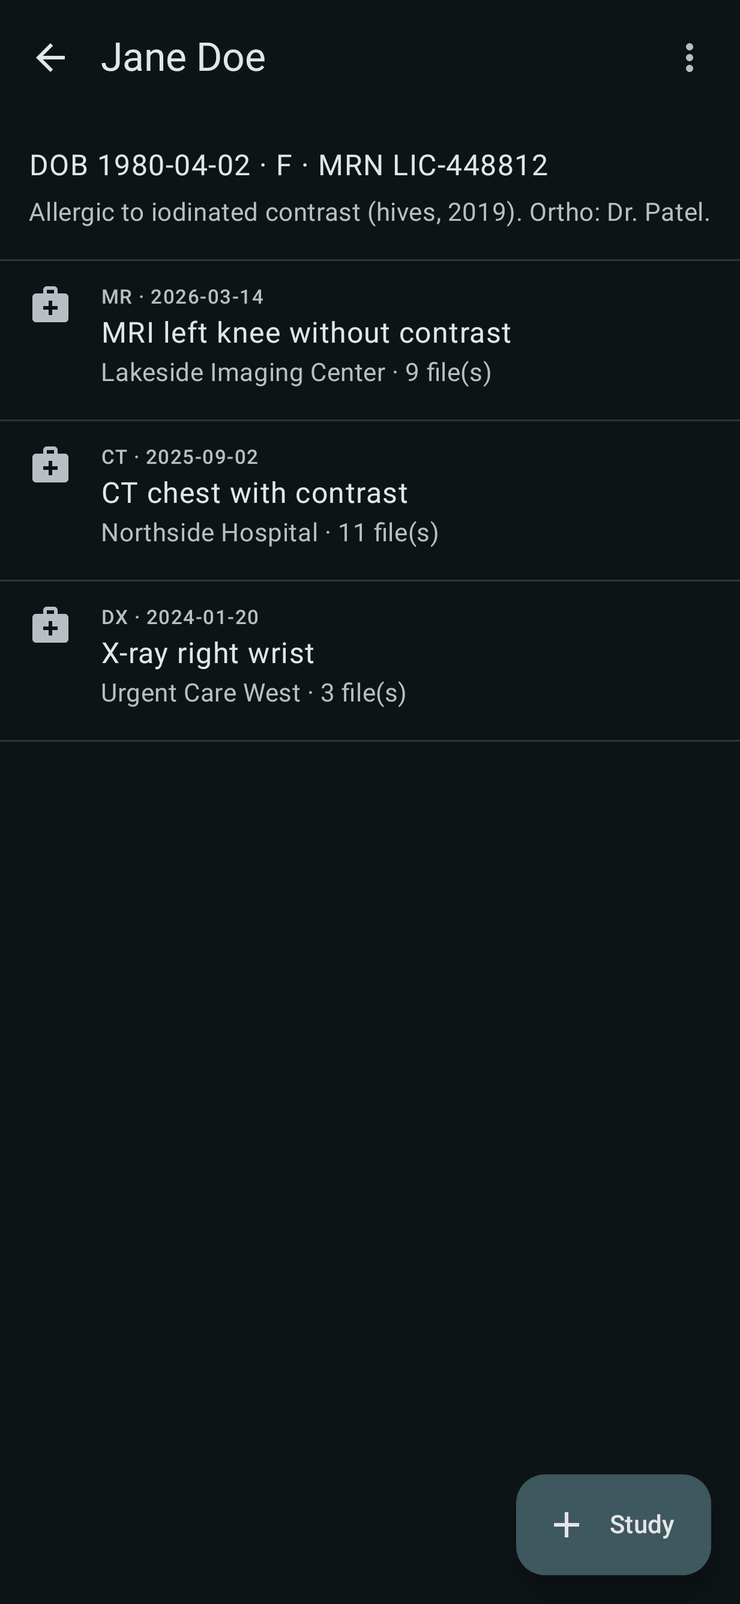 Jane Doe
DOB 1980-04-02 · F · MRN LIC-448812
Allergic to iodinated contrast (hives, 2019). Ortho: Dr. Patel.
MR · 2026-03-14
MRI left knee without contrast
Lakeside Imaging Center · 9 file(s)
CT · 2025-09-02
CT chest with contrast
Northside Hospital · 11 file(s)
DX · 2024-01-20
X-ray right wrist
Urgent Care West · 3 file(s)
Study